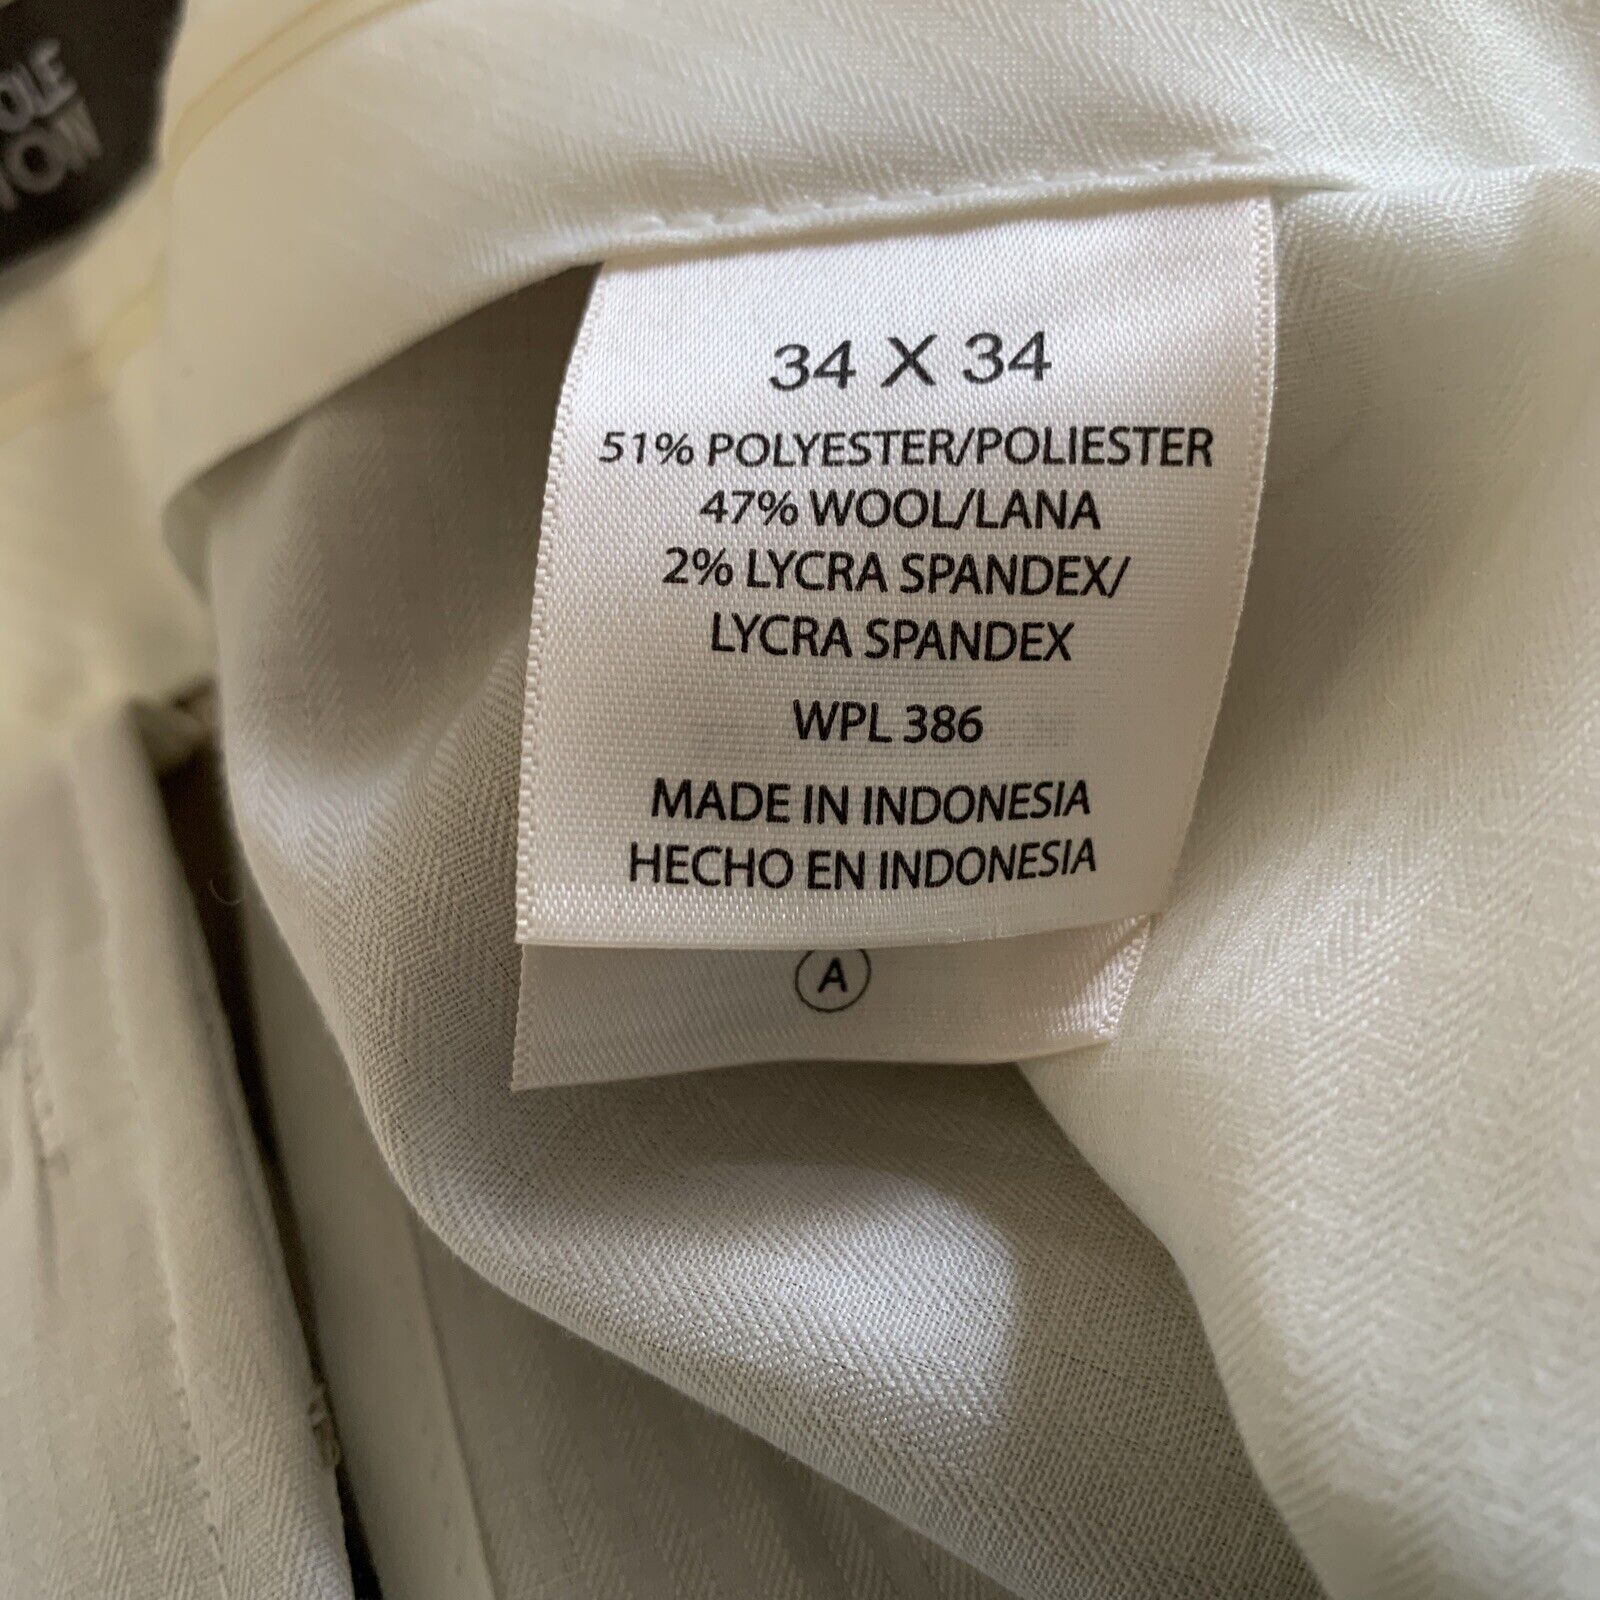 34 X 34
51% POLYESTER/POLIESTER
47% WOOL/LANA
2% LYCRA SPANDEX/
LYCRA SPANDEX
WPL 386
MADE IN INDONESIA
HECHO EN INDONESIA
A